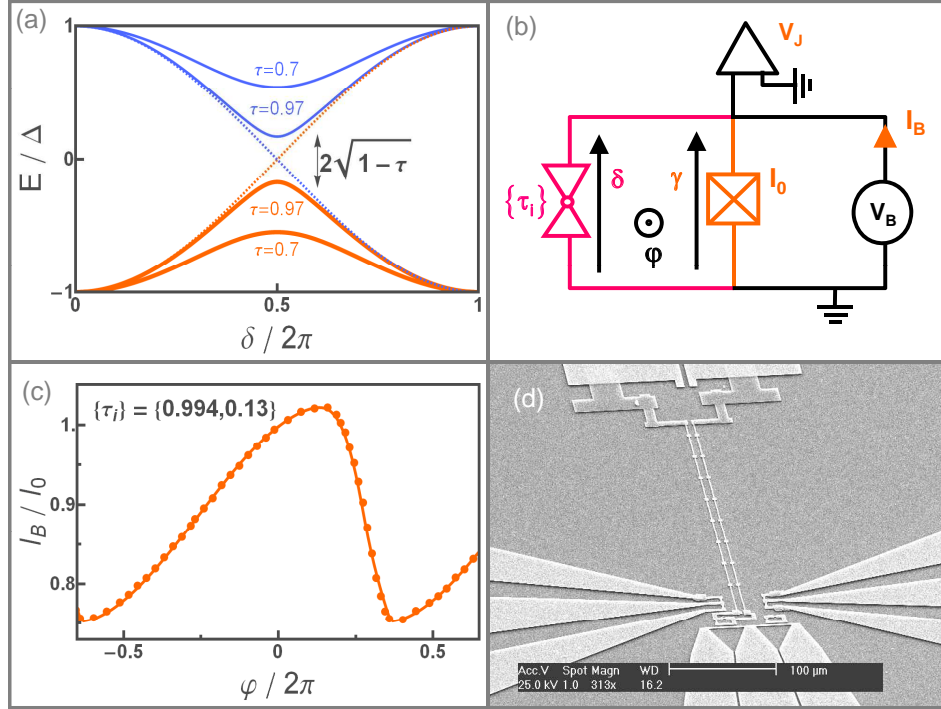 (a)
1
0
−1
E / Δ
τ=0.7
τ=0.97
2√1 − τ
τ=0.97
τ=0.7
0
0.5
1
δ / 2π
(b)
V_J
I_B
{τ_i}
δ
γ
I_0
φ
V_B
(c)
{τ_i} = {0.994,0.13}
1.
0.9
0.8
I_B / I_0
−0.5
0
0.5
φ / 2π
(d)
Acc.V Spot Magn WD 100 µm
25.0 kV 1.0 313x 16.2